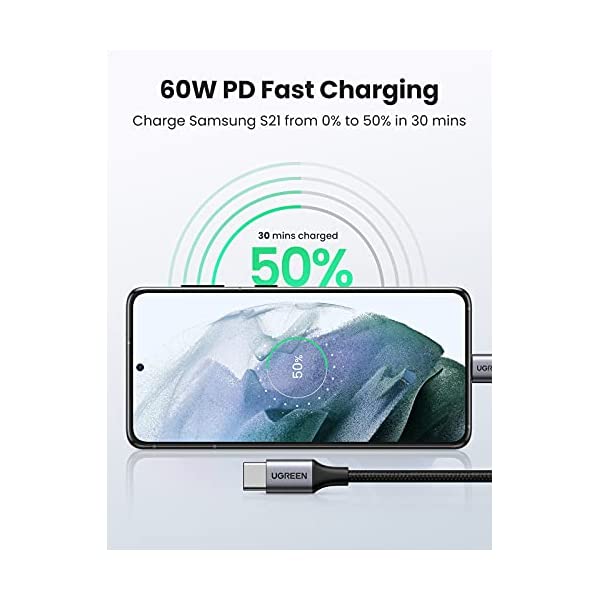 60W PD Fast Charging
Charge Samsung S21 from 0% to 50% in 30 mins
30 mins charged
50%
50%
UGREEN
UGREEN